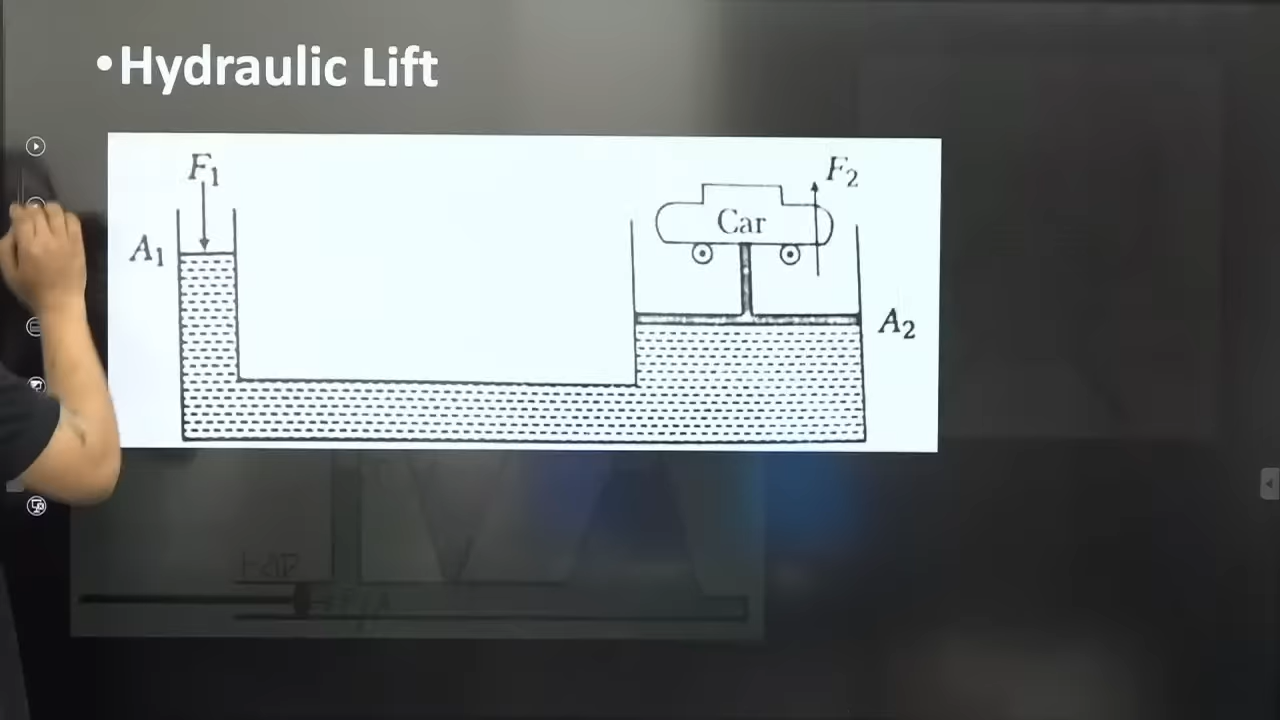 •Hydraulic Lift
F₁
F₂
Car
A₁
A₂